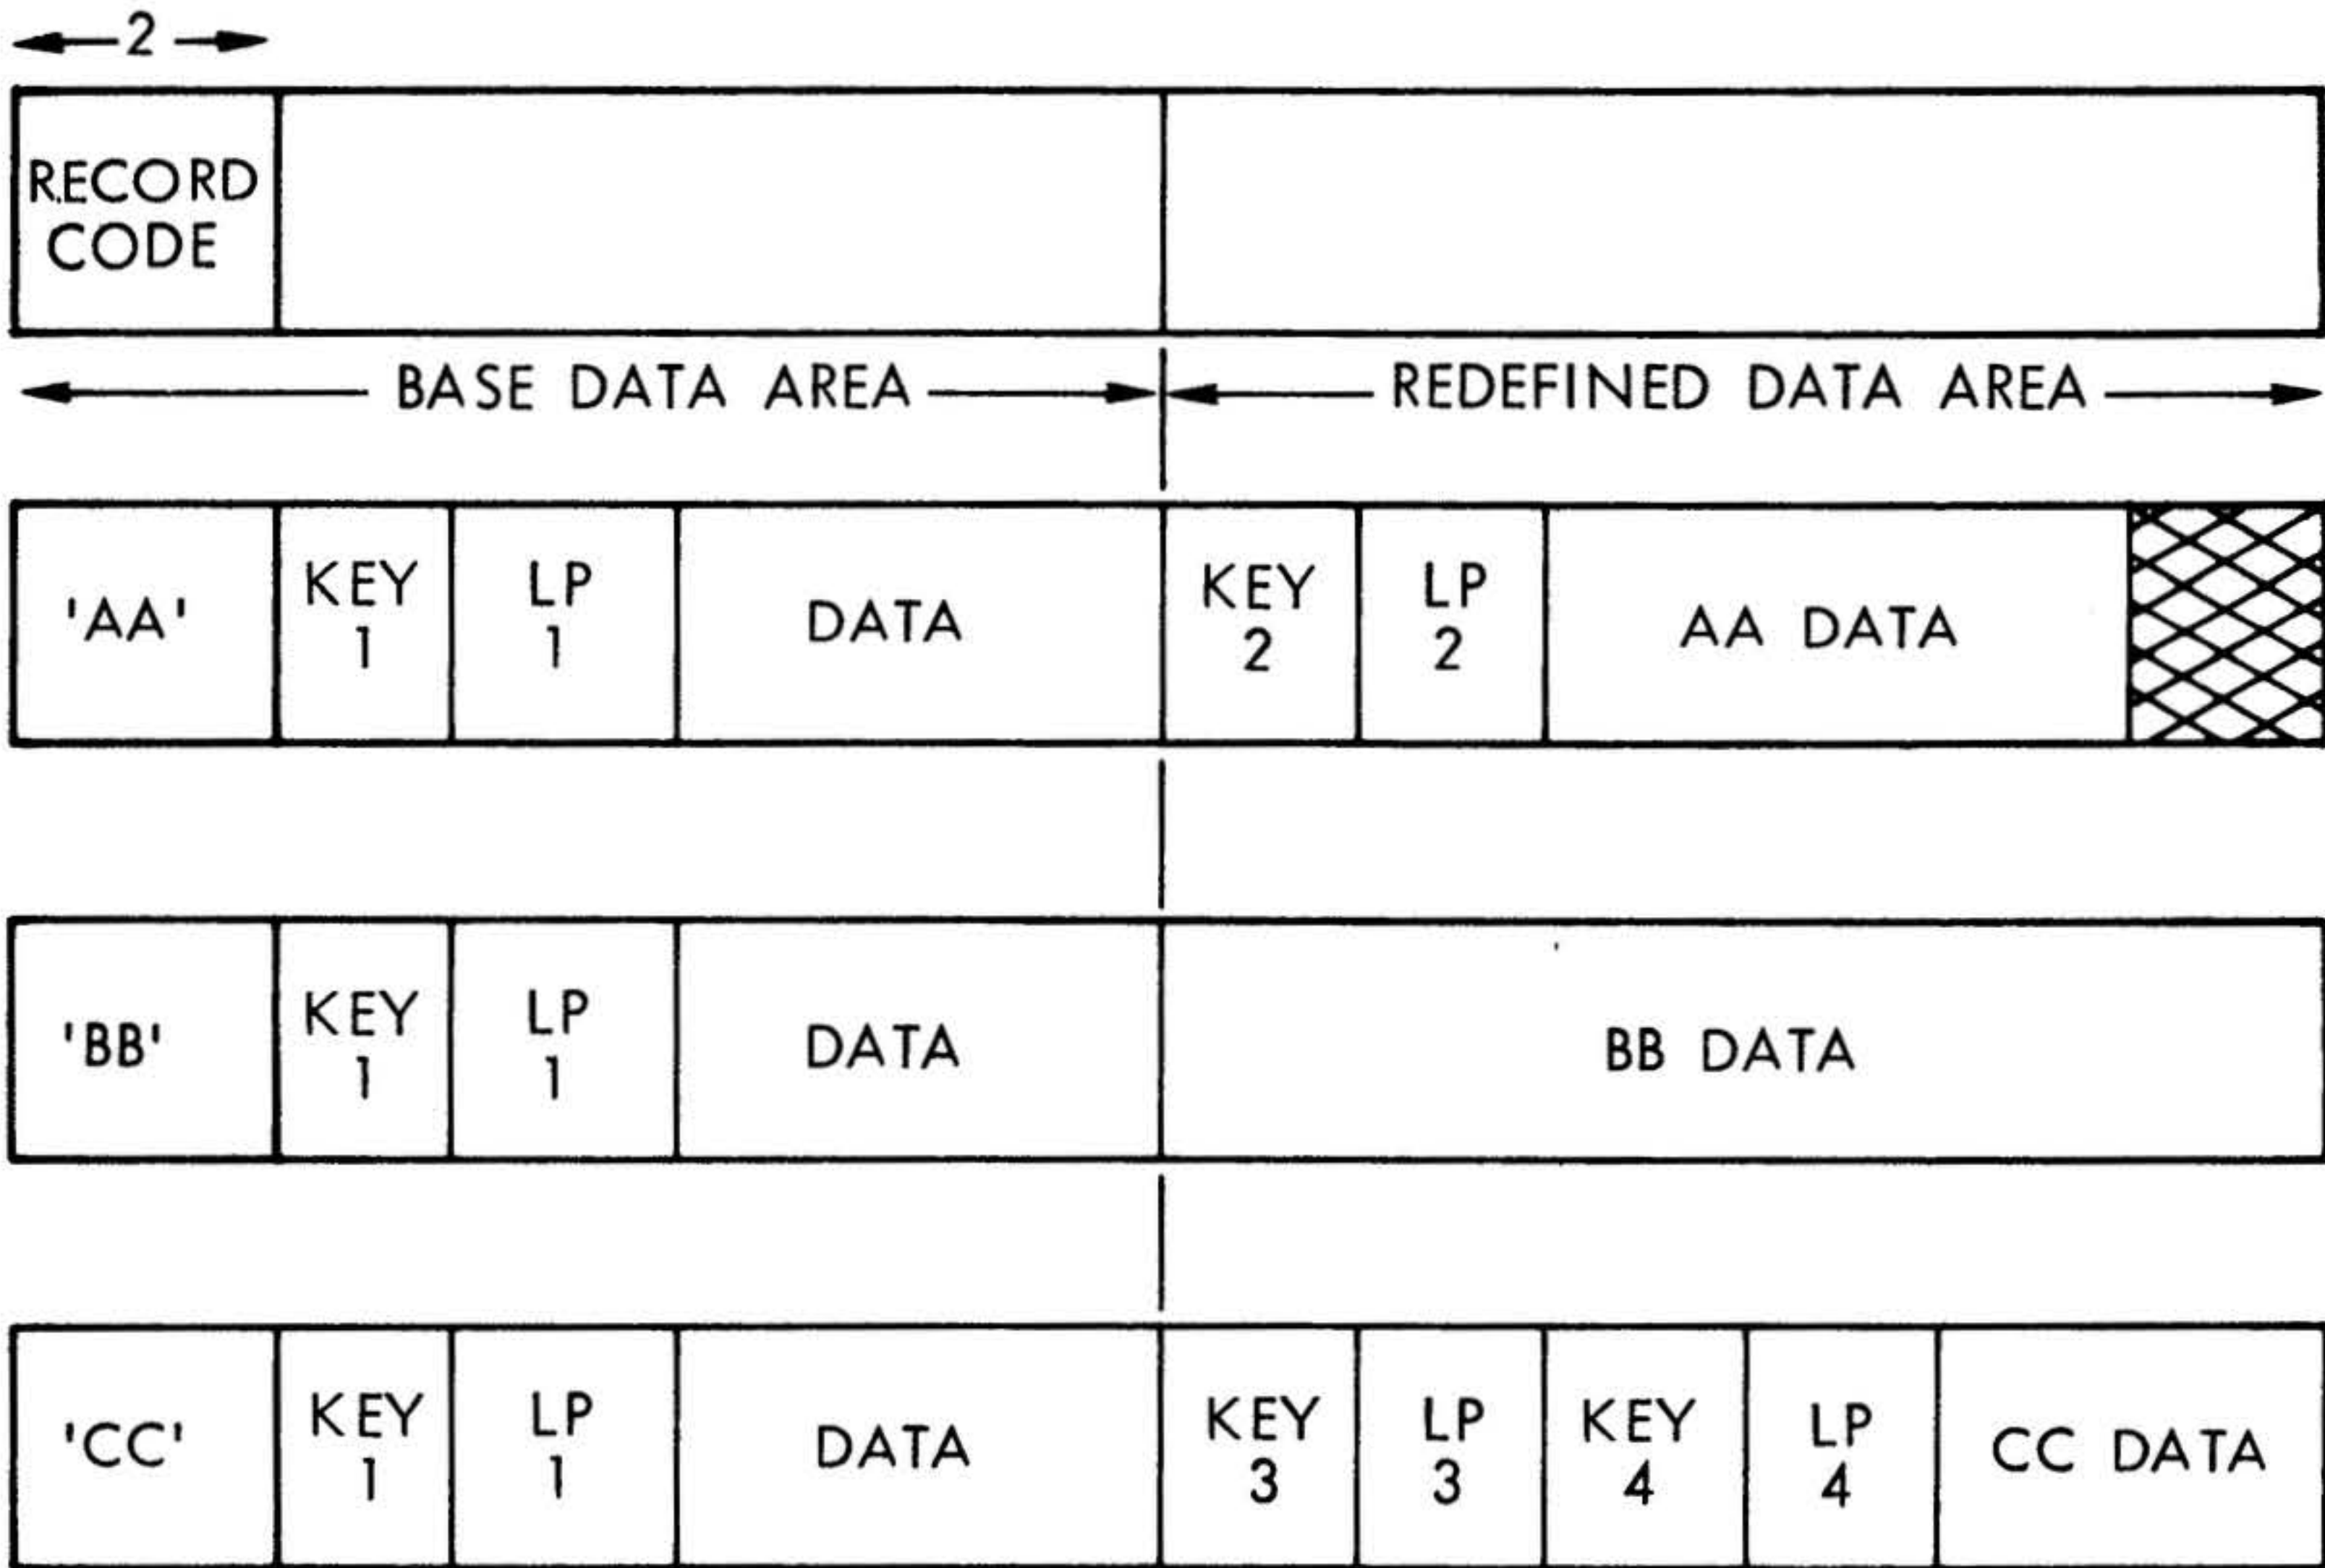 2
RECORD
CODE
BASE DATA AREA REDEFINED DATA AREA
'AA' KEY 1 LP 1 DATA KEY 2 LP 2 AA DATA
'BB' KEY 1 LP 1 DATA BB DATA
'CC' KEY 1 LP 1 DATA KEY 3 LP 3 KEY 4 LP 4 CC DATA